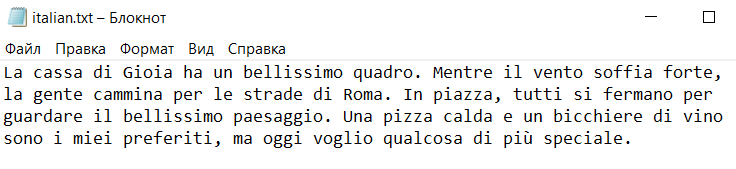 italian.txt – Блокнот
Файл Правка Формат Вид Справка
La cassa di Gioia ha un bellissimo quadro. Mentre il vento soffia forte,
la gente cammina per le strade di Roma. In piazza, tutti si fermano per
guardare il bellissimo paesaggio. Una pizza calda e un bicchiere di vino
sono i miei preferiti, ma oggi voglio qualcosa di più speciale.